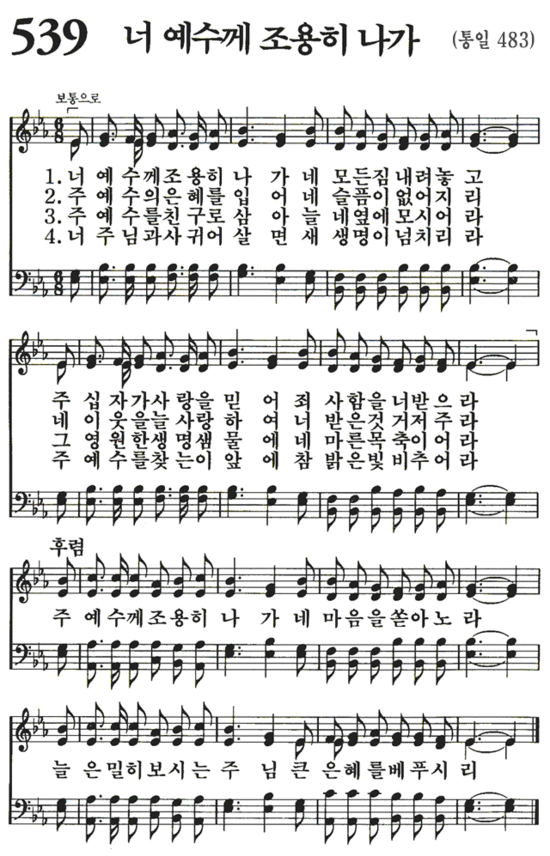 539 너 예수께 조용히 나가 (통일 483)
보통으로
1. 너 예수께조용히 나 가 네 모든짐내려놓고
2. 주 예수의은혜를 입 어 네 슬픔이없어지리
3. 주 예수를친구로 삼 아 늘 네옆에모시어라
4. 너 주님과사귀어 살 면 새 생명이넘치리라
주 십자가사랑을 믿 어 죄 사함을너받으라
네 이웃을늘사랑 하 여 너 받은것거저주라
그 영원한생명샘 물 에 네 마른목축이어라
주 예수를찾는이 앞 에 참 밝은빛비추어라
후렴
주 예수께조용히 나 가 네 마음을쏟아노라
늘 은밀히보시는 주 님 큰 은혜를베푸시리